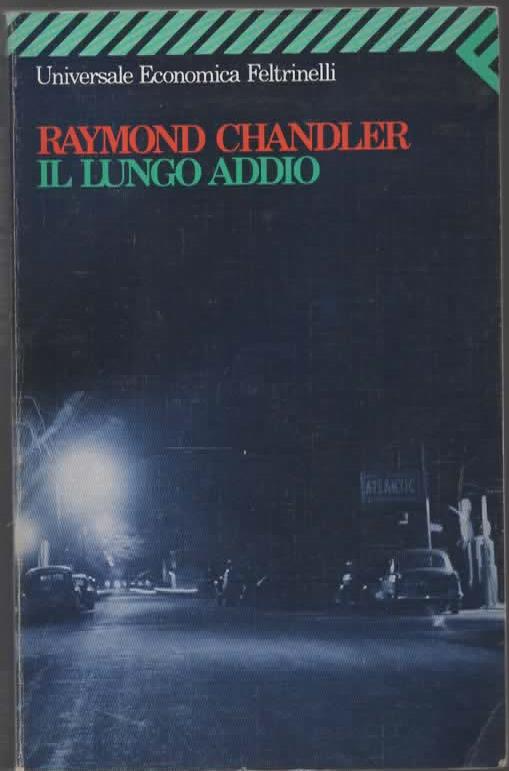 Universale Economica Feltrinelli
RAYMOND CHANDLER
IL LUNGO ADDIO
ATLANTIC